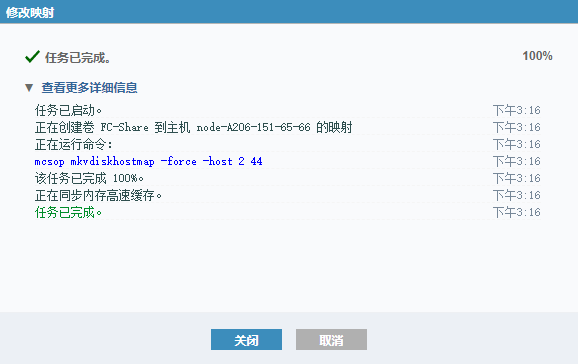 修改映射
任务已完成。 100%
▼ 查看更多详细信息
任务已启动。 下午3:16
正在创建卷 FC-Share 到主机 node-A206-151-65-66 的映射 下午3:16
正在运行命令: 下午3:16
mcsop mkvdiskhostmap -force -host 2 44 下午3:16
该任务已完成 100%。 下午3:16
正在同步内存高速缓存。 下午3:16
任务已完成。 下午3:16
关闭 取消